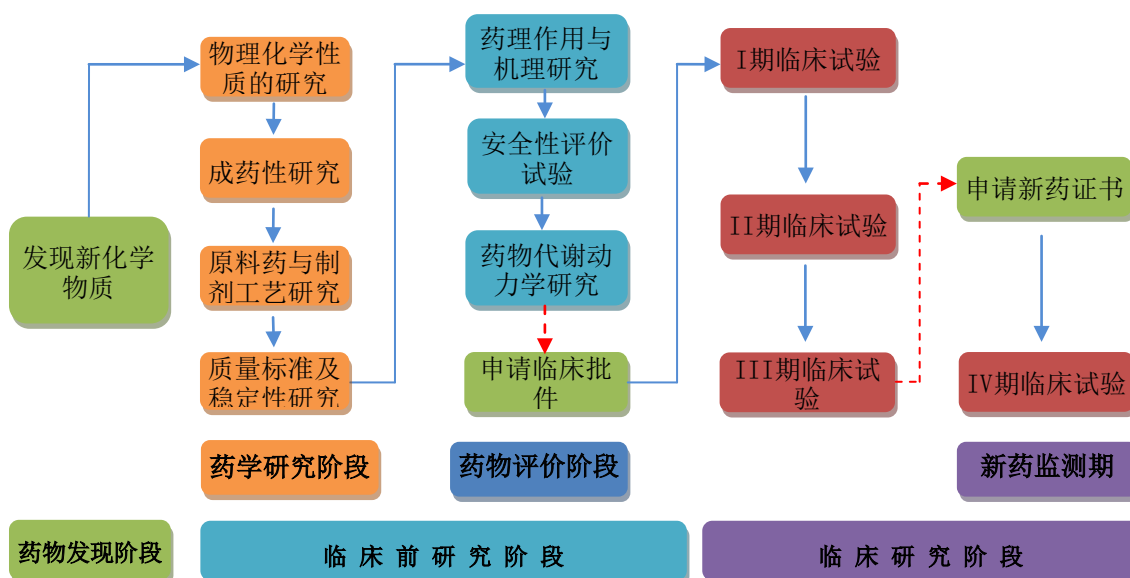 发现新化学
物质
物理化学性
质的研究
成药性研究
原料药与制
剂工艺研究
质量标准及
稳定性研究
药理作用与
机理研究
安全性评价
试验
药物代谢动
力学研究
申请临床批
件
I期临床试验
II期临床试验
III期临床试
验
申请新药证书
IV期临床试验
药学研究阶段
药物评价阶段
新药监测期
药物发现阶段
临 床 前 研 究 阶 段
临 床 研 究 阶 段